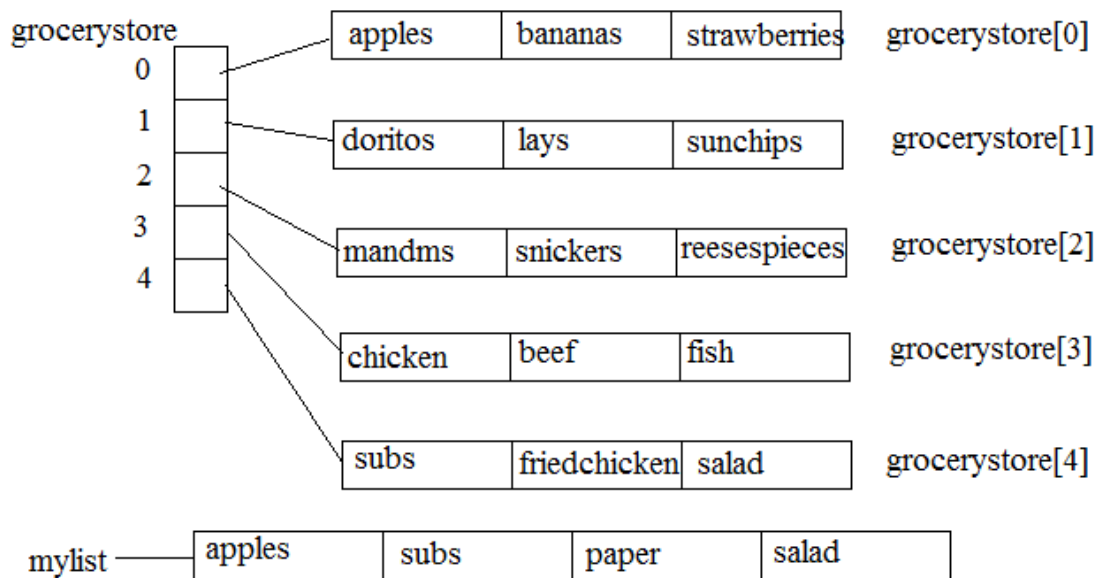 grocerystore
0
1
2
3
4
apples bananas strawberries grocerystore[0]
doritos lays sunchips grocerystore[1]
mandms snickers reesespieces grocerystore[2]
chicken beef fish grocerystore[3]
subs friedchicken salad grocerystore[4]
mylist apples subs paper salad